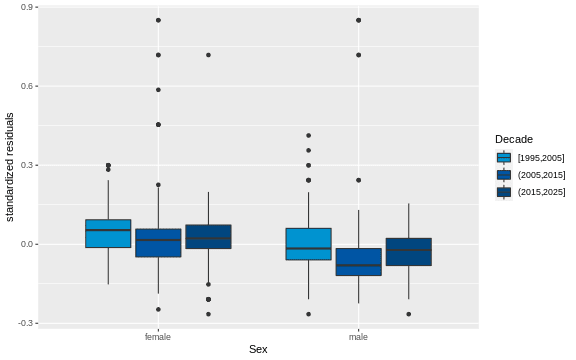 standardized residuals
0.9
0.6
0.3
0.0
-0.3
female
male
Sex
Decade
[1995,2005]
(2005,2015]
(2015,2025]